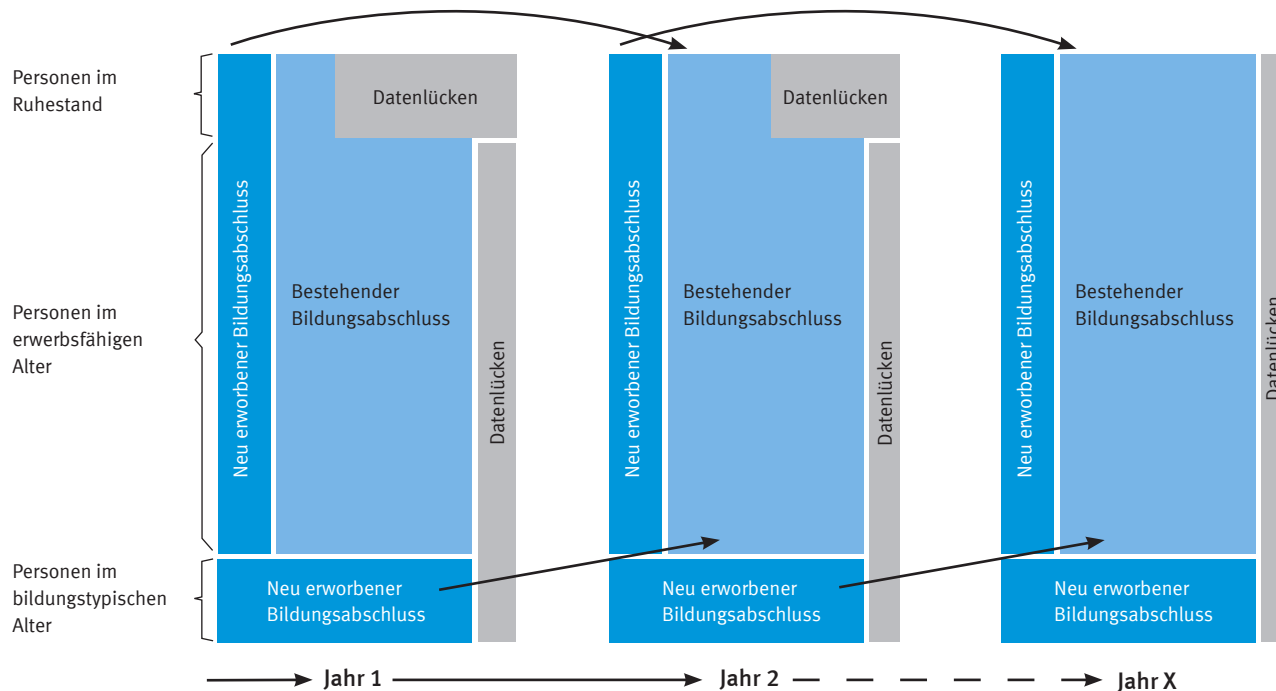 Personen im
Ruhestand
Personen im
erwerbsfähigen
Alter
Personen im
bildungstypischen
Alter
Neu erworbener Bildungsabschluss
Datenlücken
Bestehender
Bildungsabschluss
Datenlücken
Neu erworbener
Bildungsabschluss
Neu erworbener Bildungsabschluss
Datenlücken
Bestehender
Bildungsabschluss
Datenlücken
Neu erworbener
Bildungsabschluss
Neu erworbener Bildungsabschluss
Bestehender
Bildungsabschluss
Datenlücken
Neu erworbener
Bildungsabschluss
Jahr 1
Jahr 2
Jahr X